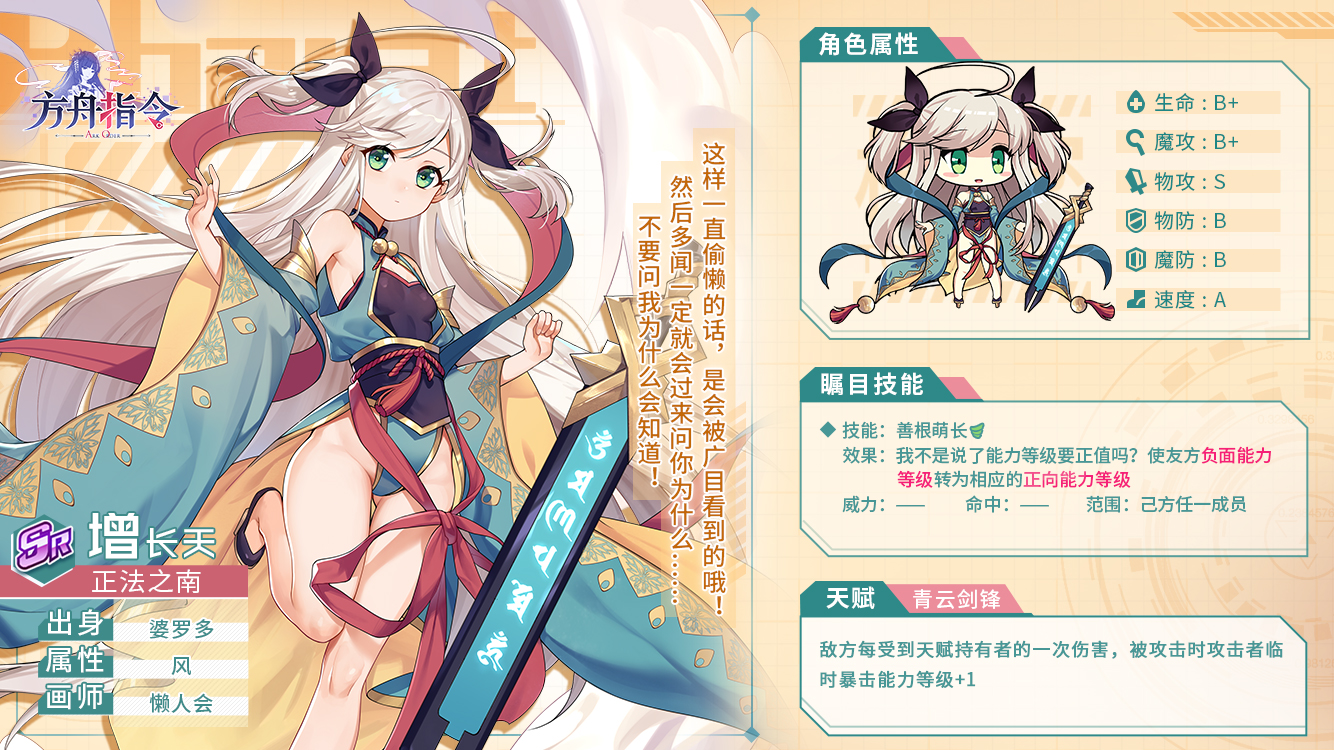 方舟指令
ARK ORDER
这样一直偷懒的话，是会被广目看到的哦！
然后多闻一定就会过来问你为什么……
不要问我为什么会知道！
SR
增长天
正法之南
出身
婆罗多
属性
风
画师
懒人会
角色属性
生命：B+
魔攻：B+
物攻：S
物防：B
魔防：B
速度：A
瞩目技能
技能：善根萌长
效果：我不是说了能力等级要正值吗？使友方负面能力
等级转为相应的正向能力等级
威力：—— 命中：—— 范围：己方任一成员
天赋 青云剑锋
敌方每受到天赋持有者的一次伤害，被攻击时攻击者临
时暴击能力等级+1